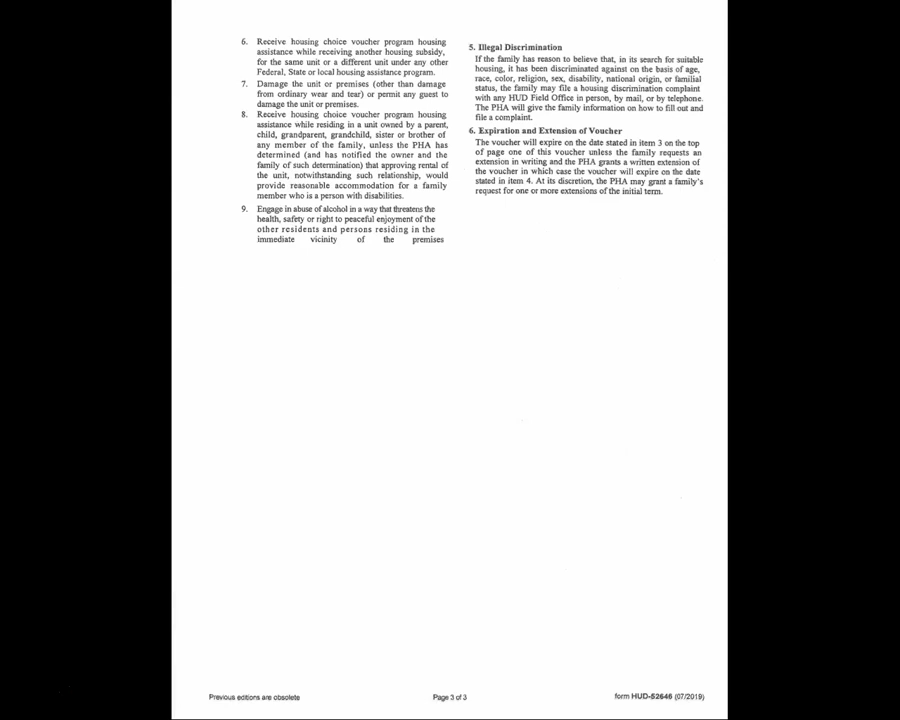 6. Receive housing choice voucher program housing
assistance while receiving another housing subsidy,
for the same unit or a different unit under any other
Federal, State or local housing assistance program.
7. Damage the unit or premises (other than damage
from ordinary wear and tear) or permit any guest to
damage the unit or premises.
8. Receive housing choice voucher program housing
assistance while residing in a unit owned by a parent,
child, grandparent, grandchild, sister or brother of
any member of the family, unless the PHA has
determined (and has notified the owner and the
family of such determination) that approving rental of
the unit, notwithstanding such relationship, would
provide reasonable accommodation for a family
member who is a person with disabilities.
9. Engage in abuse of alcohol in a way that threatens the
health, safety or right to peaceful enjoyment of the
other residents and persons residing in the
immediate vicinity of the premises
5. Illegal Discrimination
If the family has reason to believe that, in its search for suitable
housing, it has been discriminated against on the basis of age,
race, color, religion, sex, disability, national origin, or familial
status, the family may file a housing discrimination complaint
with any HUD Field Office in person, by mail, or by telephone.
The PHA will give the family information on how to fill out and
file a complaint.
6. Expiration and Extension of Voucher
The voucher will expire on the date stated in item 3 on the top
of page one of this voucher unless the family requests an
extension in writing and the PHA grants a written extension of
the voucher in which case the voucher will expire on the date
stated in item 4. At its discretion, the PHA may grant a family's
request for one or more extensions of the initial term.
Previous editions are obsolete
Page 3 of 3
form HUD-52646 (07/2019)